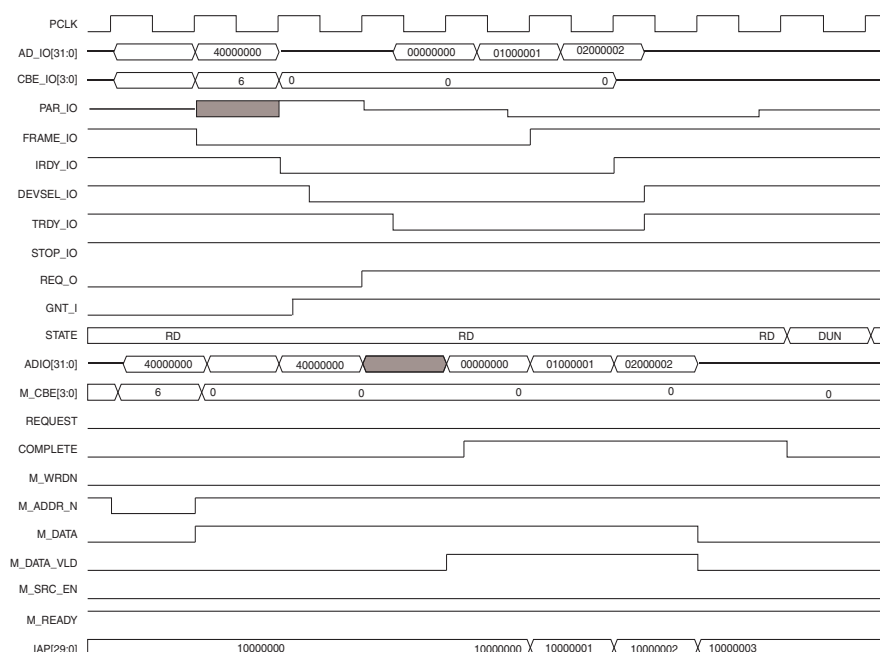 PCLK
AD_IO[31:0] 40000000 00000000 01000001 02000002
CBE_IO[3:0] 6 0 0 0
PAR_IO
FRAME_IO
IRDY_IO
DEVSEL_IO
TRDY_IO
STOP_IO
REQ_O
GNT_I
STATE RD RD RD DUN
ADIO[31:0] 40000000 40000000 00000000 01000001 02000002
M_CBE[3:0] 6 0 0 0 0 0
REQUEST
COMPLETE
M_WRDN
M_ADDR_N
M_DATA
M_DATA_VLD
M_SRC_EN
M_READY
IAP[29:0] 10000000 10000000 10000001 10000002 10000003